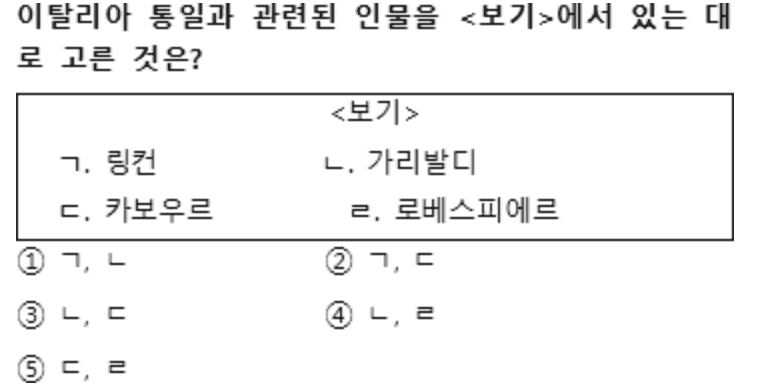 이탈리아 통일과 관련된 인물을 <보기>에서 있는 대
로 고른 것은?
<보기>
ㄱ. 링컨 ㄴ. 가리발디
ㄷ. 카보우르 ㄹ. 로베스피에르
① ㄱ, ㄴ ② ㄱ, ㄷ
③ ㄴ, ㄷ ④ ㄴ, ㄹ
⑤ ㄷ, ㄹ